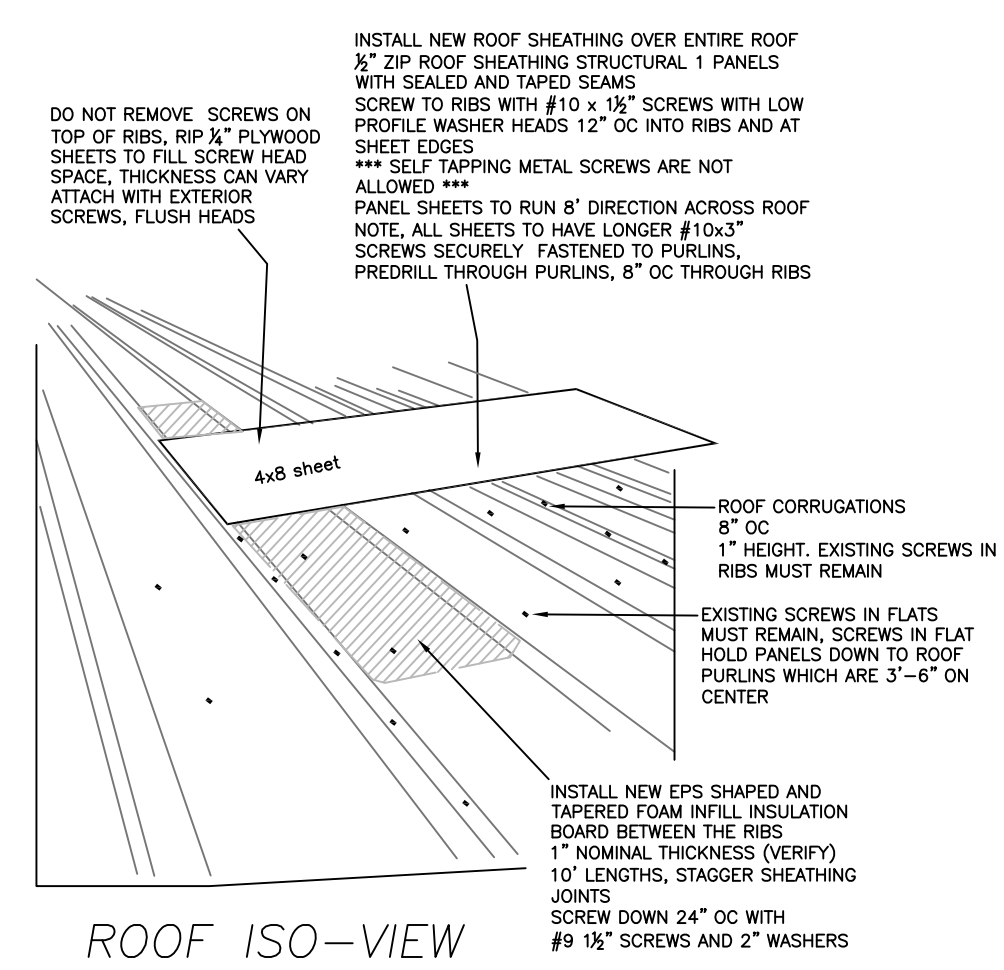 INSTALL NEW ROOF SHEATHING OVER ENTIRE ROOF
½" ZIP ROOF SHEATHING STRUCTURAL 1 PANELS
WITH SEALED AND TAPED SEAMS
SCREW TO RIBS WITH #10 x 1½" SCREWS WITH LOW
PROFILE WASHER HEADS 12" OC INTO RIBS AND AT
SHEET EDGES
*** SELF TAPPING METAL SCREWS ARE NOT
ALLOWED ***
PANEL SHEETS TO RUN 8' DIRECTION ACROSS ROOF
NOTE, ALL SHEETS TO HAVE LONGER #10x3"
SCREWS SECURELY FASTENED TO PURLINS,
PREDRILL THROUGH PURLINS, 8" OC THROUGH RIBS
DO NOT REMOVE SCREWS ON
TOP OF RIBS, RIP ¼" PLYWOOD
SHEETS TO FILL SCREW HEAD
SPACE, THICKNESS CAN VARY
ATTACH WITH EXTERIOR
SCREWS, FLUSH HEADS
4x8 sheet
ROOF CORRUGATIONS
8" OC
1" HEIGHT. EXISTING SCREWS IN
RIBS MUST REMAIN
EXISTING SCREWS IN FLATS
MUST REMAIN, SCREWS IN FLAT
HOLD PANELS DOWN TO ROOF
PURLINS WHICH ARE 3'-6" ON
CENTER
INSTALL NEW EPS SHAPED AND
TAPERED FOAM INFILL INSULATION
BOARD BETWEEN THE RIBS
1" NOMINAL THICKNESS (VERIFY)
10' LENGTHS, STAGGER SHEATHING
JOINTS
SCREW DOWN 24" OC WITH
#9 1½" SCREWS AND 2" WASHERS
ROOF ISO-VIEW